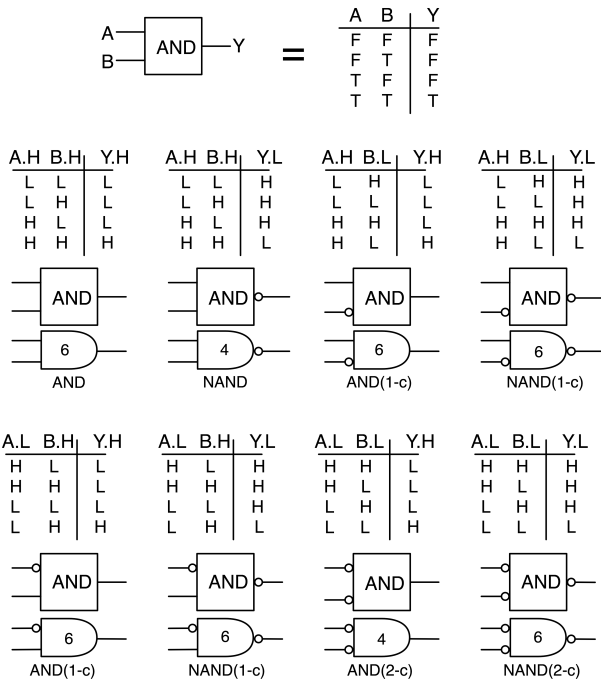 A B Y
A
AND
Y
B
=
F F F
F T F
T F F
T T T
A.H B.H Y.H
L L L
L H L
H L L
H H H
AND
6
AND
A.H B.H Y.L
L L H
L H H
H L H
H H L
AND
4
NAND
A.H B.L Y.H
L H L
L L L
H H L
H L H
AND
6
AND(1-c)
A.H B.L Y.L
L H H
L L H
H H H
H L L
AND
6
NAND(1-c)
A.L B.H Y.H
H L L
H H L
L L L
L H H
AND
6
AND(1-c)
A.L B.H Y.L
H L H
H H H
L L H
L H L
AND
6
NAND(1-c)
A.L B.L Y.H
H H L
H L L
L H L
L L H
AND
4
AND(2-c)
A.L B.L Y.L
H H H
H L H
L H H
L L L
AND
6
NAND(2-c)